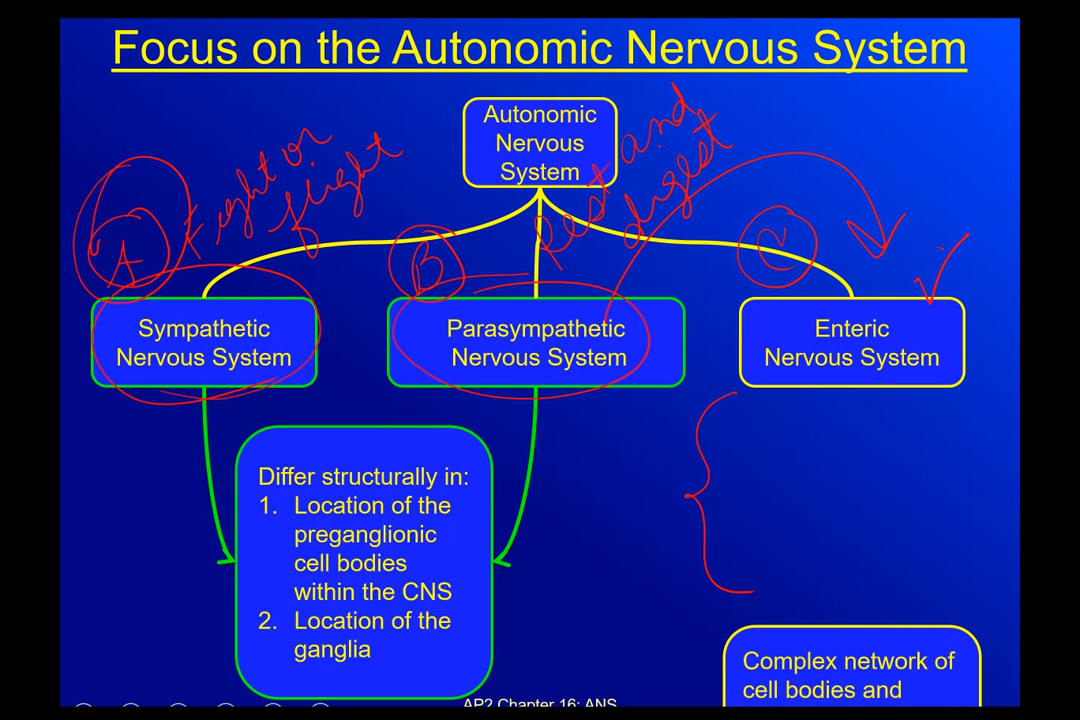 Focus on the Autonomic Nervous System
Autonomic
Nervous
System
Fight or
flight
Rest and
digest
A
B
Sympathetic
Nervous System
Parasympathetic
Nervous System
Enteric
Nervous System
Differ structurally in:
1. Location of the
preganglionic
cell bodies
within the CNS
2. Location of the
ganglia
Complex network of
cell bodies and
AP2 Chapter 16: ANS